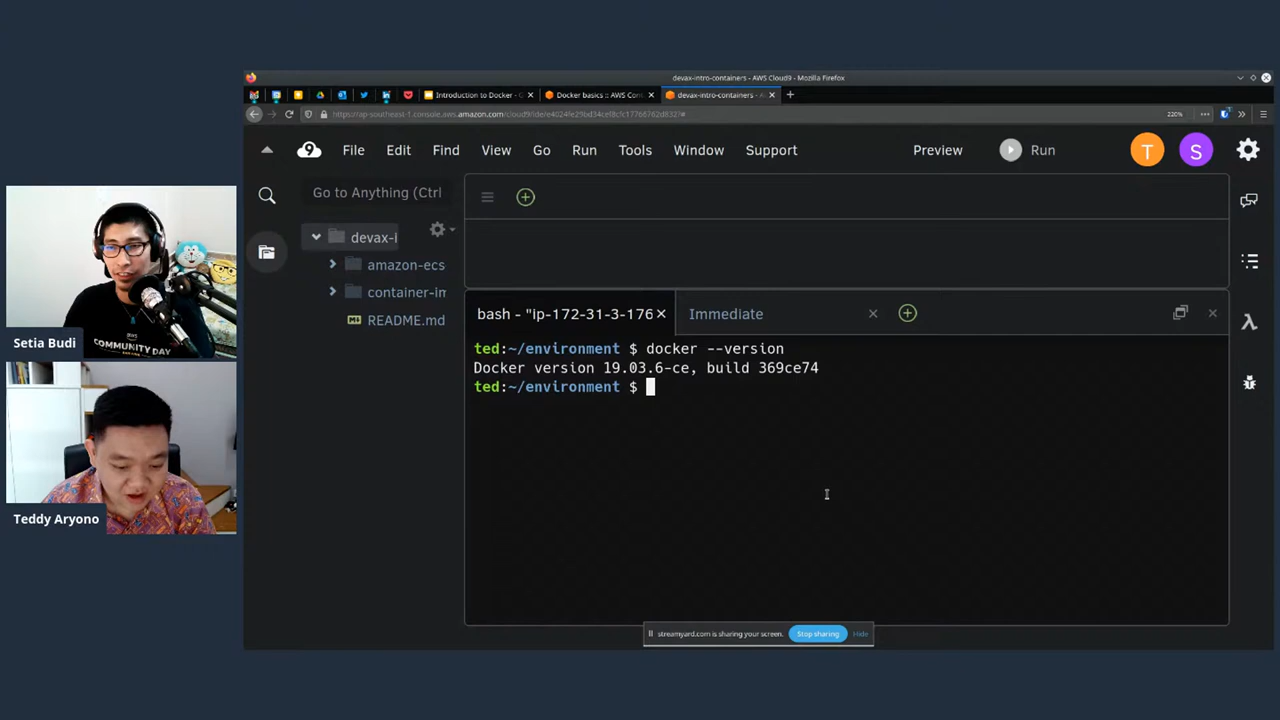 devax-intro-containers - AWS Cloud9 - Mozilla Firefox
Introduction to Docker - G
Docker basics :: AWS Con
devax-intro-containers - A
220%
9
File Edit Find View Go Run Tools Window Support Preview Run T S
Go to Anything (Ctrl
devax-i
amazon-ecs
container-im
README.md
bash - "ip-172-31-3-176
Immediate
ted:~/environment $ docker --version
Docker version 19.03.6-ce, build 369ce74
ted:~/environment $
COMMUNITY DAY
Setia Budi
Teddy Aryono
streamyard.com is sharing your screen. Stop sharing Hide